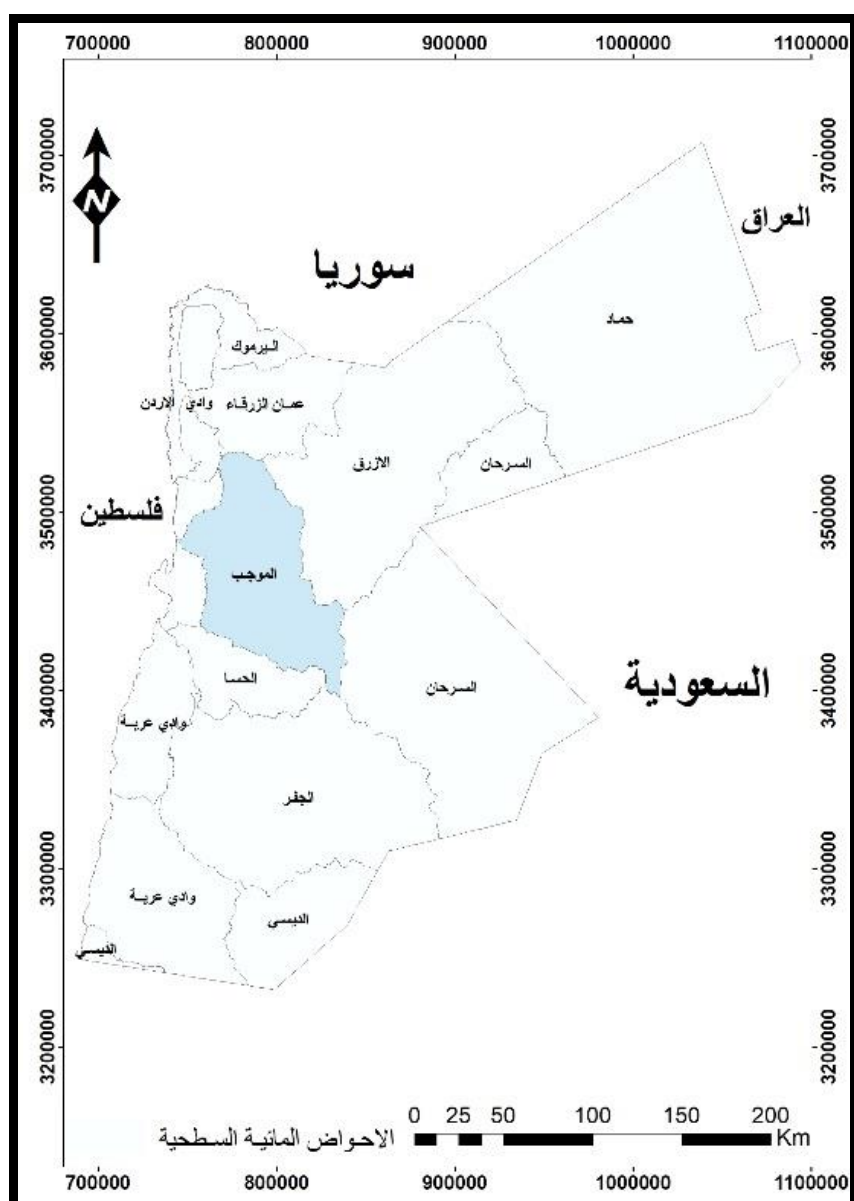 700000 800000 900000 1000000 1100000
3700000 3700000
N
العراق
سوريا
3600000 3600000
حماد
اليرموك
وادي الاردن
عمان الزرقاء
الازرق
السرحان
3500000 3500000
فلسطين
الموجب
3400000 3400000
الحسا
السرحان
السعودية
وادي عربة
الجفر
3300000 3300000
وادي عربة
الديسي
الديسي
3200000 3200000
الاحواض المائية السطحية
0 25 50 100 150 200
Km
700000 800000 900000 1000000 1100000